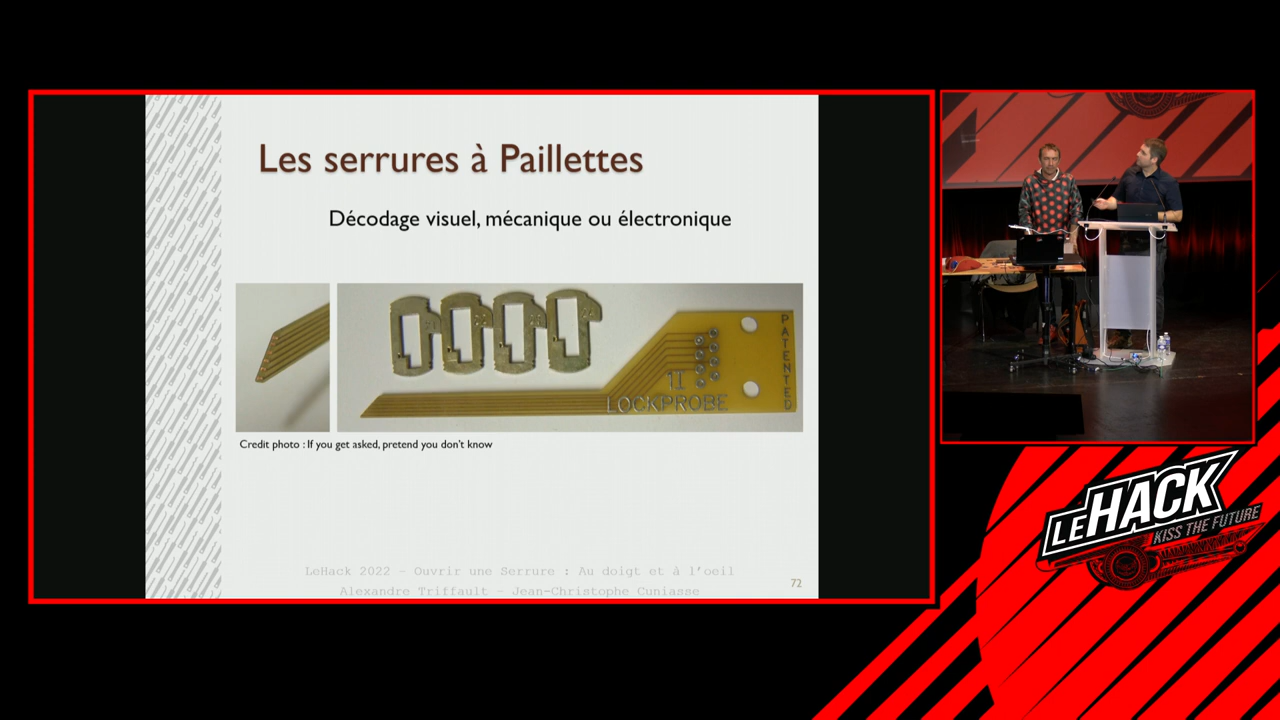 Les serrures à Paillettes
Décodage visuel, mécanique ou électronique
PATENTED
11
LOCKPROBE
Credit photo : If you get asked, pretend you don't know
LeHack 2022 - Ouvrir une Serrure : Au doigt et à l'oeil
Alexandre Triffault - Jean-Christophe Cuniasse
72
LEHACK
KISS THE FUTURE